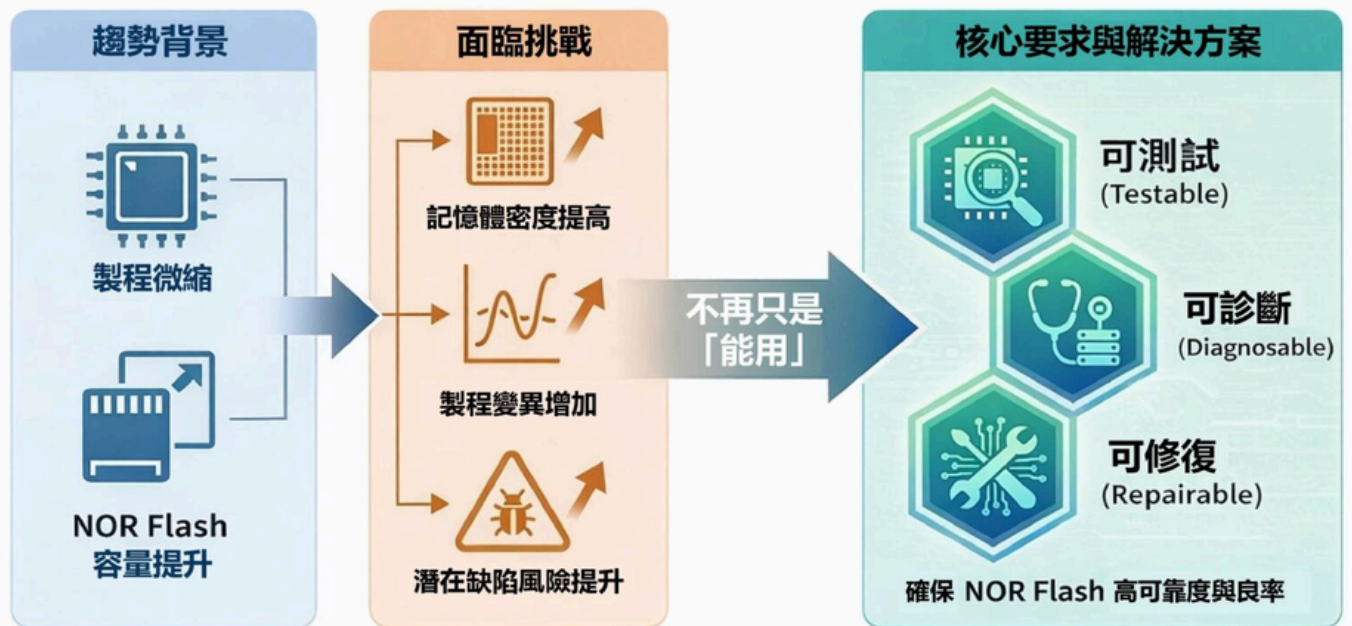 趨勢背景
製程微縮
NOR Flash
容量提升
面臨挑戰
記憶體密度提高
製程變異增加
潛在缺陷風險提升
不再只是
「能用」
核心要求與解決方案
可測試
(Testable)
可診斷
(Diagnosable)
可修復
(Repairable)
確保 NOR Flash 高可靠度與良率